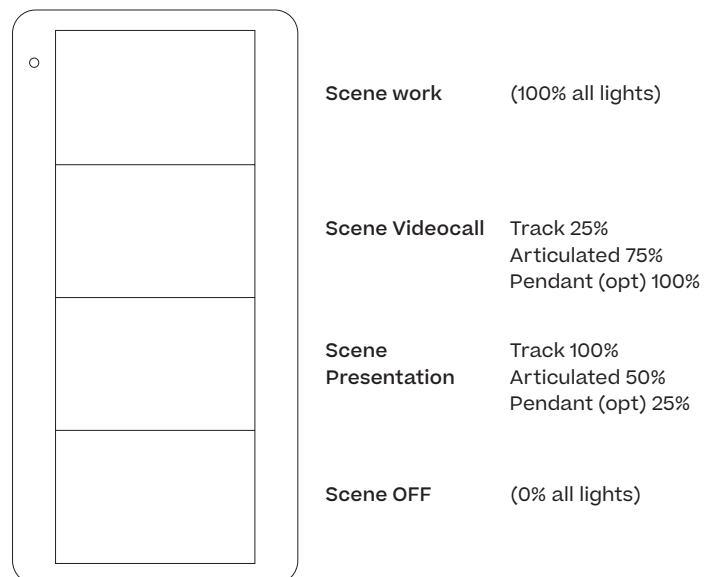 Scene work (100% all lights)
Scene Videocall Track 25%
Articulated 75%
Pendant (opt) 100%
Scene Track 100%
Presentation Articulated 50%
Pendant (opt) 25%
Scene OFF (0% all lights)